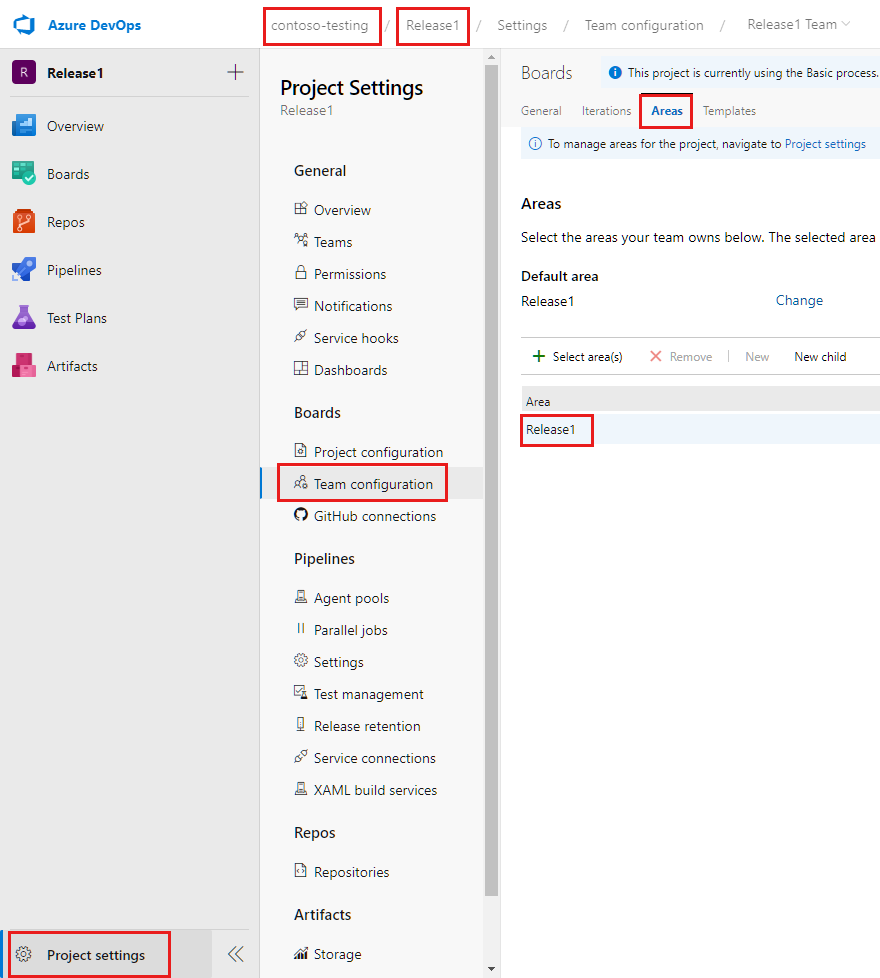 Azure DevOps
contoso-testing / Release1 / Settings / Team configuration / Release1 Team
R Release1
Overview
Boards
Repos
Pipelines
Test Plans
Artifacts
Project settings
Project Settings
Release1
General
Overview
Teams
Permissions
Notifications
Service hooks
Dashboards
Boards
Project configuration
Team configuration
GitHub connections
Pipelines
Agent pools
Parallel jobs
Settings
Test management
Release retention
Service connections
XAML build services
Repos
Repositories
Artifacts
Storage
Boards This project is currently using the Basic process.
General Iterations Areas Templates
To manage areas for the project, navigate to Project settings
Areas
Select the areas your team owns below. The selected area
Default area
Release1 Change
Select area(s) Remove New New child
Area
Release1